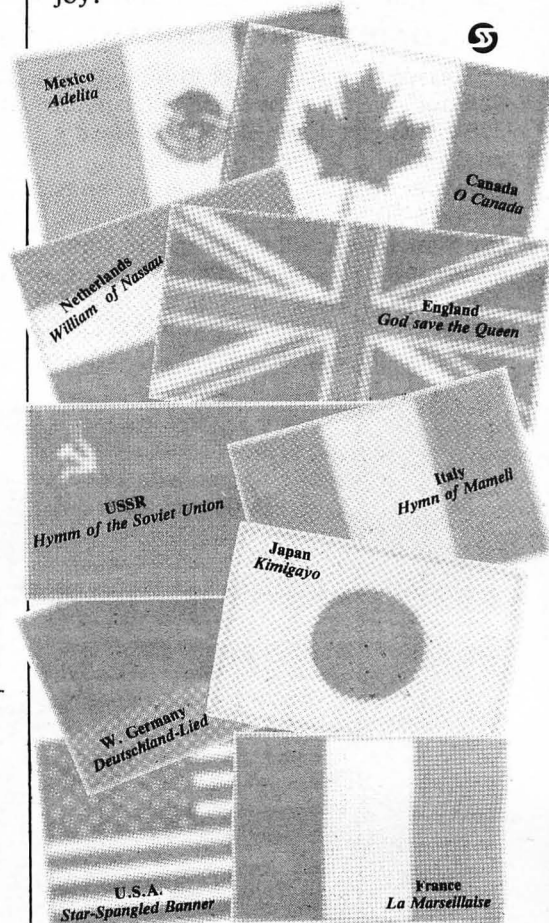 joy.
Mexico
Adelita
Canada
O Canada
Netherlands
William of Nassau
England
God save the Queen
USSR
Hymm of the Soviet Union
Italy
Hymn of Mameli
Japan
Kimigayo
W. Germany
Deutschland-Lied
U.S.A.
Star-Spangled Banner
France
La Marseillaise